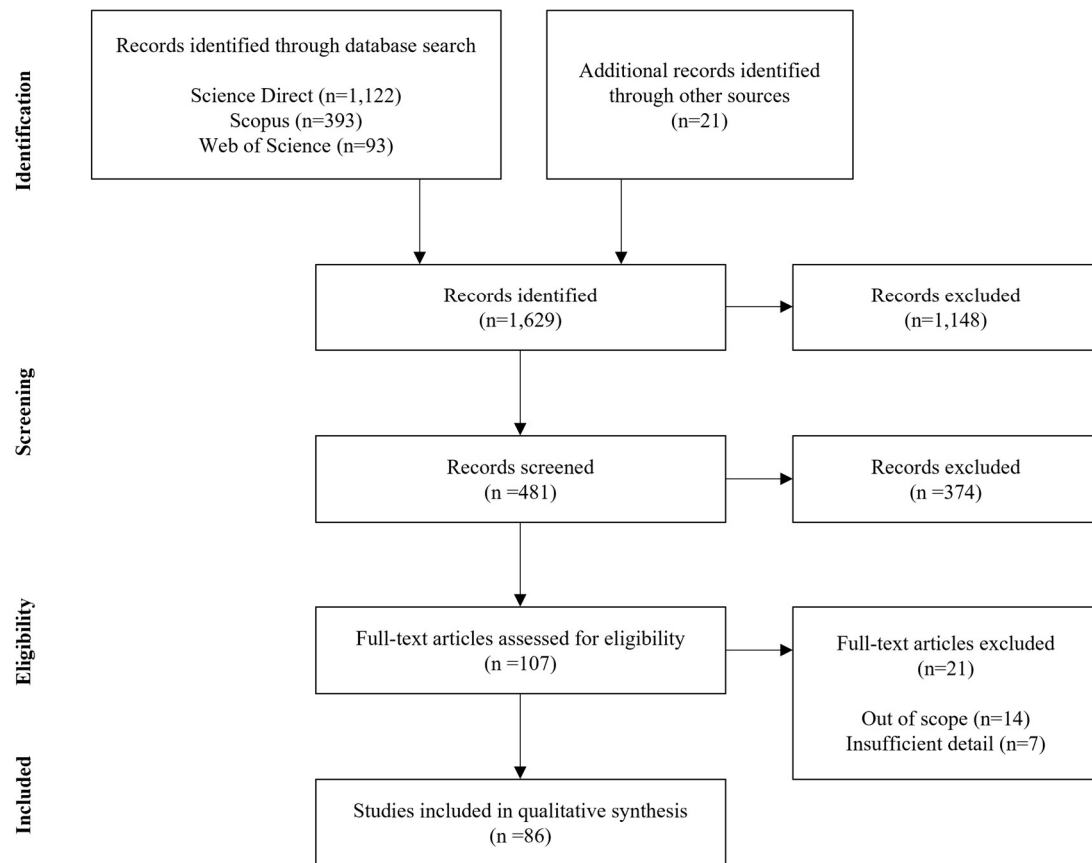 Identification
Records identified through database search
Science Direct (n=1,122)
Scopus (n=393)
Web of Science (n=93)
Additional records identified
through other sources
(n=21)
Screening
Records identified
(n=1,629)
Records excluded
(n=1,148)
Records screened
(n =481)
Records excluded
(n =374)
Eligibility
Full-text articles assessed for eligibility
(n =107)
Full-text articles excluded
(n=21)
Out of scope (n=14)
Insufficient detail (n=7)
Included
Studies included in qualitative synthesis
(n =86)